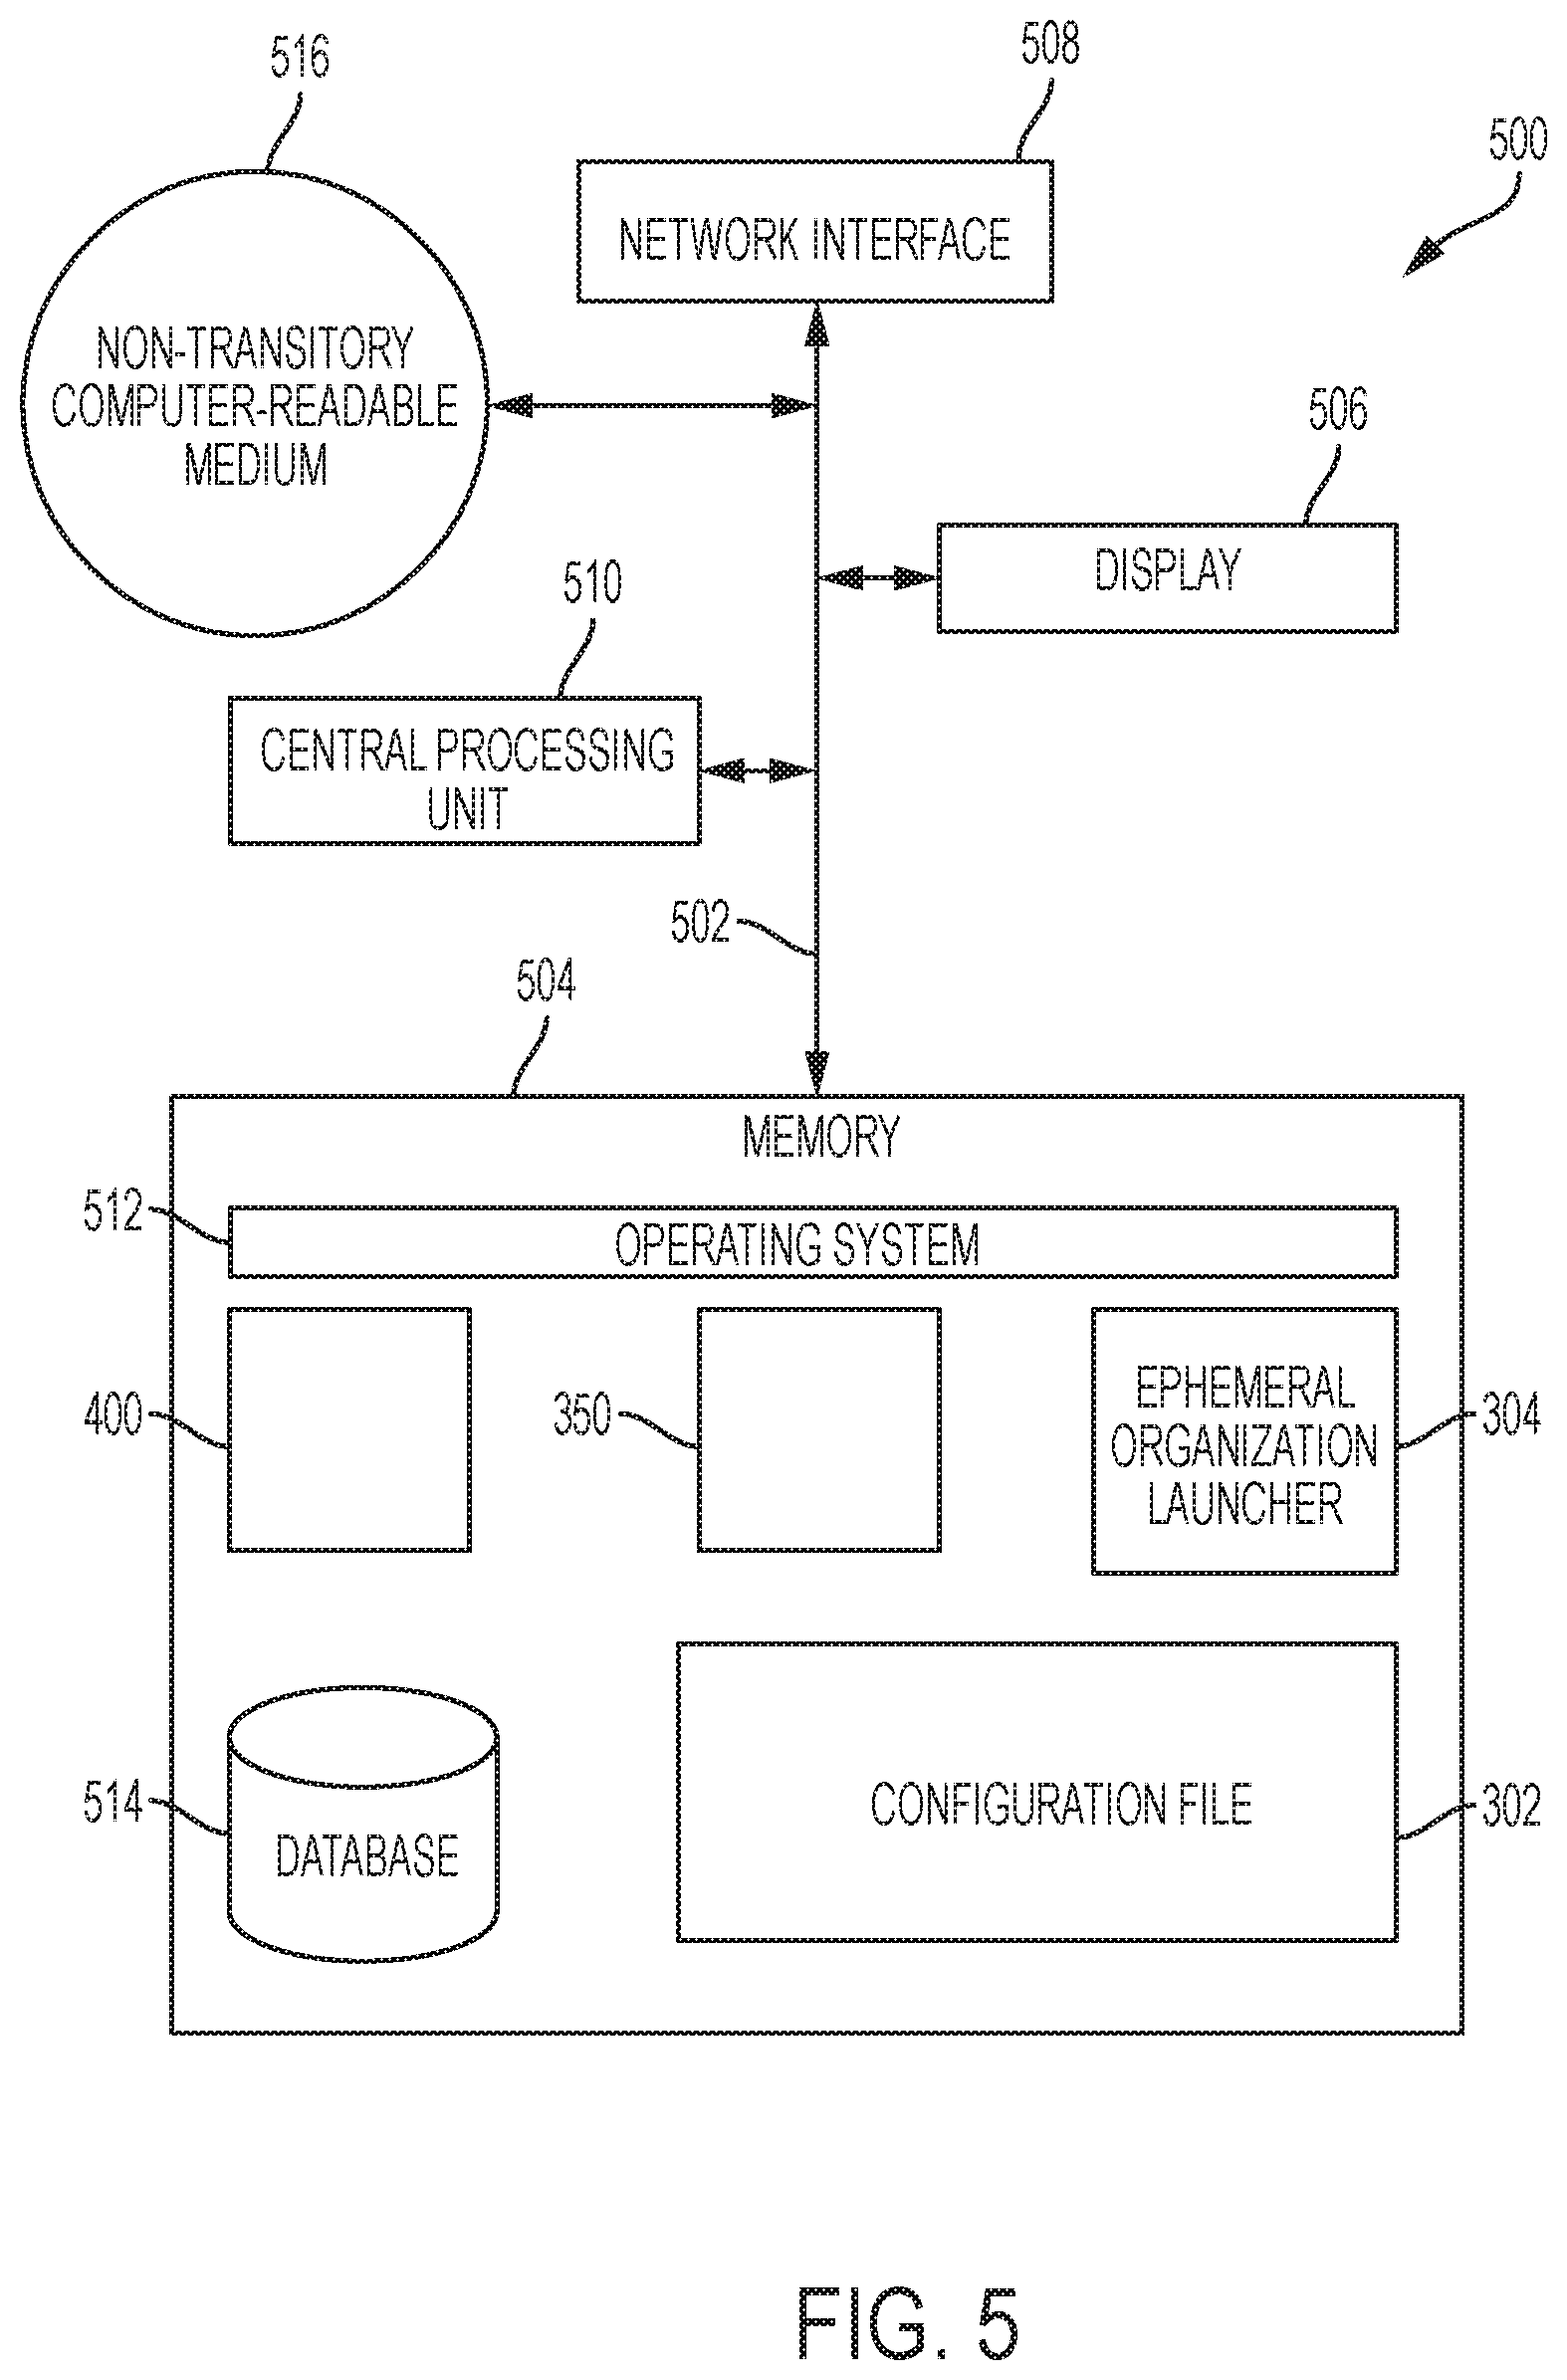 516
508
500
NETWORK INTERFACE
NON-TRANSITORY
COMPUTER-READABLE
MEDIUM
506
DISPLAY
510
CENTRAL PROCESSING
UNIT
502
504
MEMORY
512
OPERATING SYSTEM
400
350
EPHEMERAL
ORGANIZATION
LAUNCHER
304
514
DATABASE
CONFIGURATION FILE
302
FIG. 5